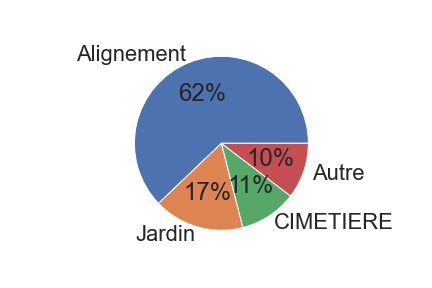 Alignement
62%
10%
Autre
11%
17%
CIMETIERE
Jardin